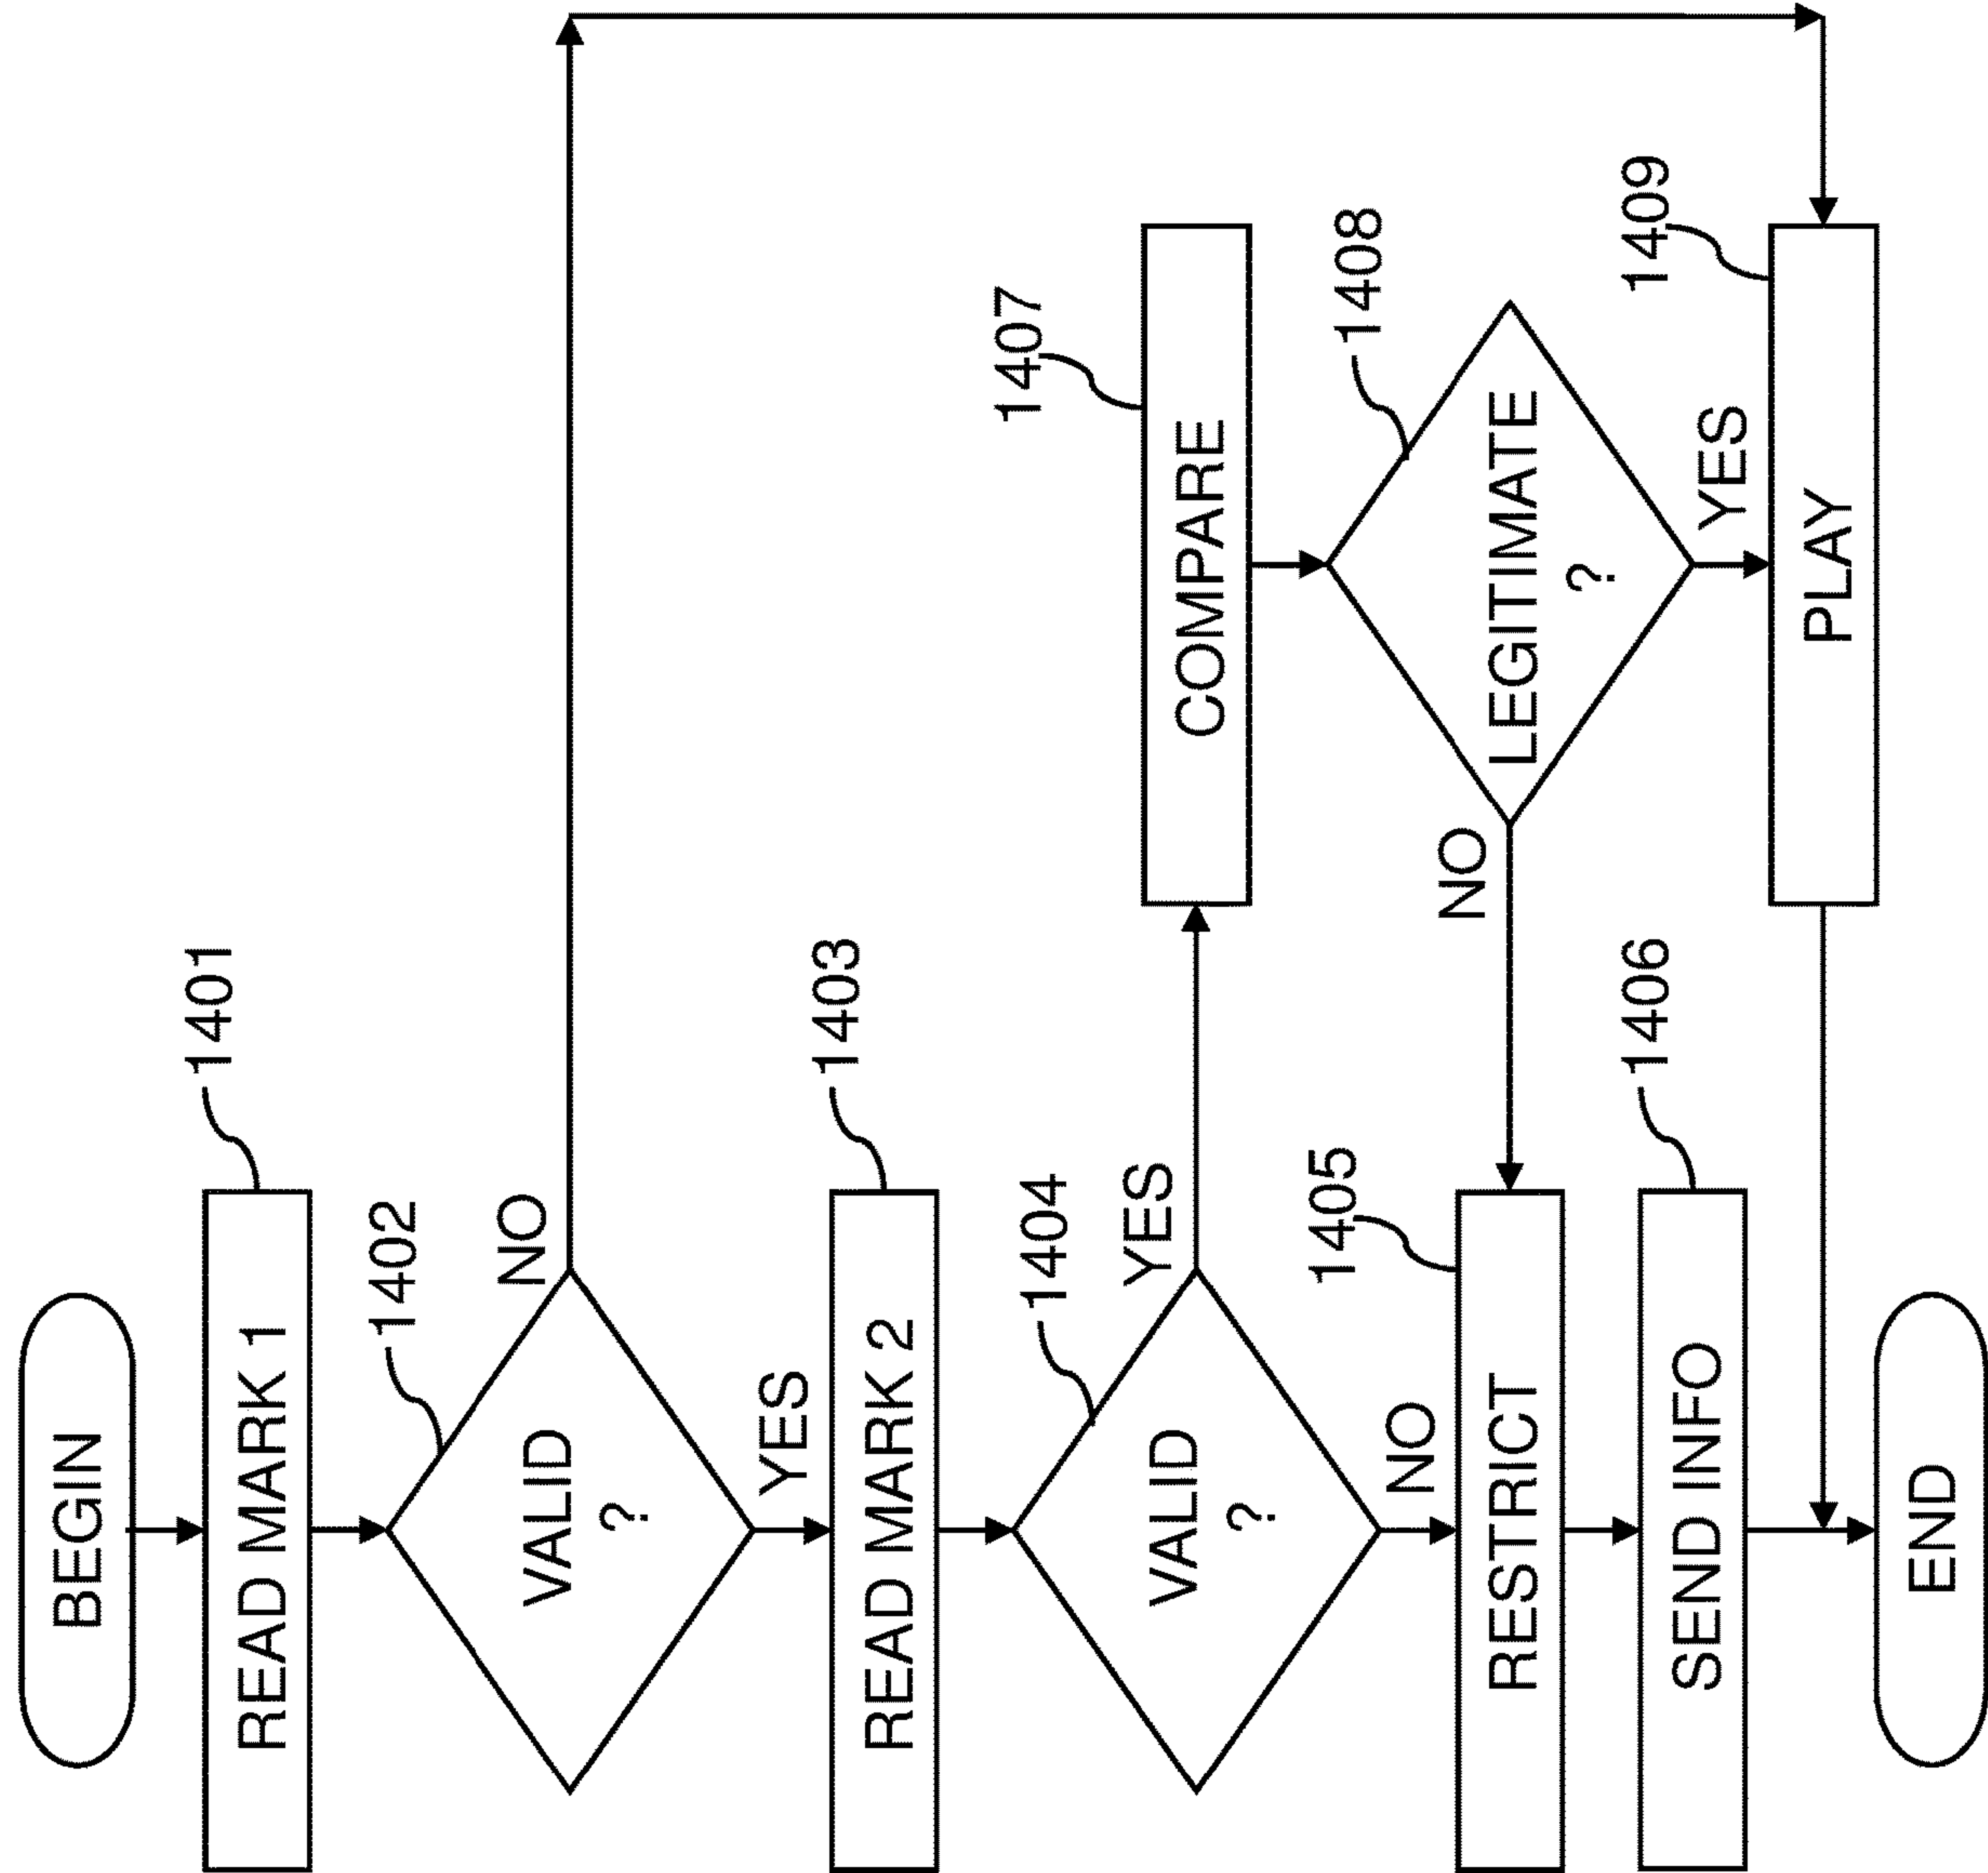 BEGIN
1401
READ MARK 1
1402
VALID
?
NO
YES
1403
READ MARK 2
1404
VALID
?
YES
NO
1405
RESTRICT
1406
SEND INFO
END
1407
COMPARE
1408
LEGITIMATE
?
NO
YES
1409
PLAY